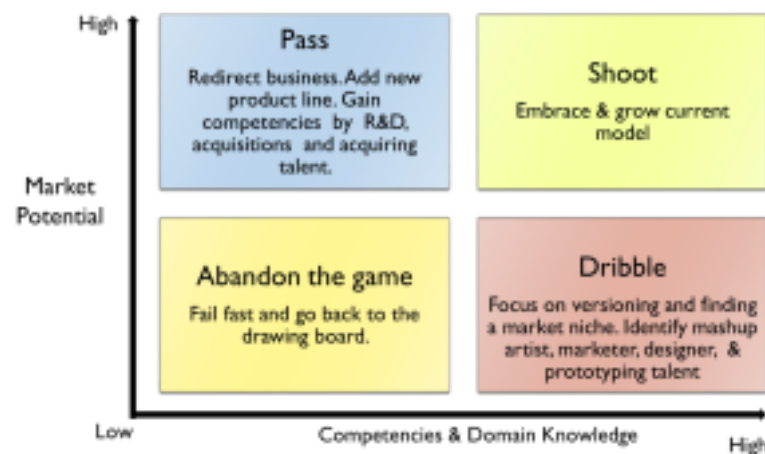 High
Pass
Redirect business. Add new
product line. Gain
competencies by R&D,
acquisitions and acquiring
talent.
Shoot
Embrace & grow current
model
Market
Potential
Abandon the game
Fail fast and go back to the
drawing board.
Dribble
Focus on versioning and finding
a market niche. Identify mashup
artist, marketer, designer, &
prototyping talent
Low
Competencies & Domain Knowledge
High